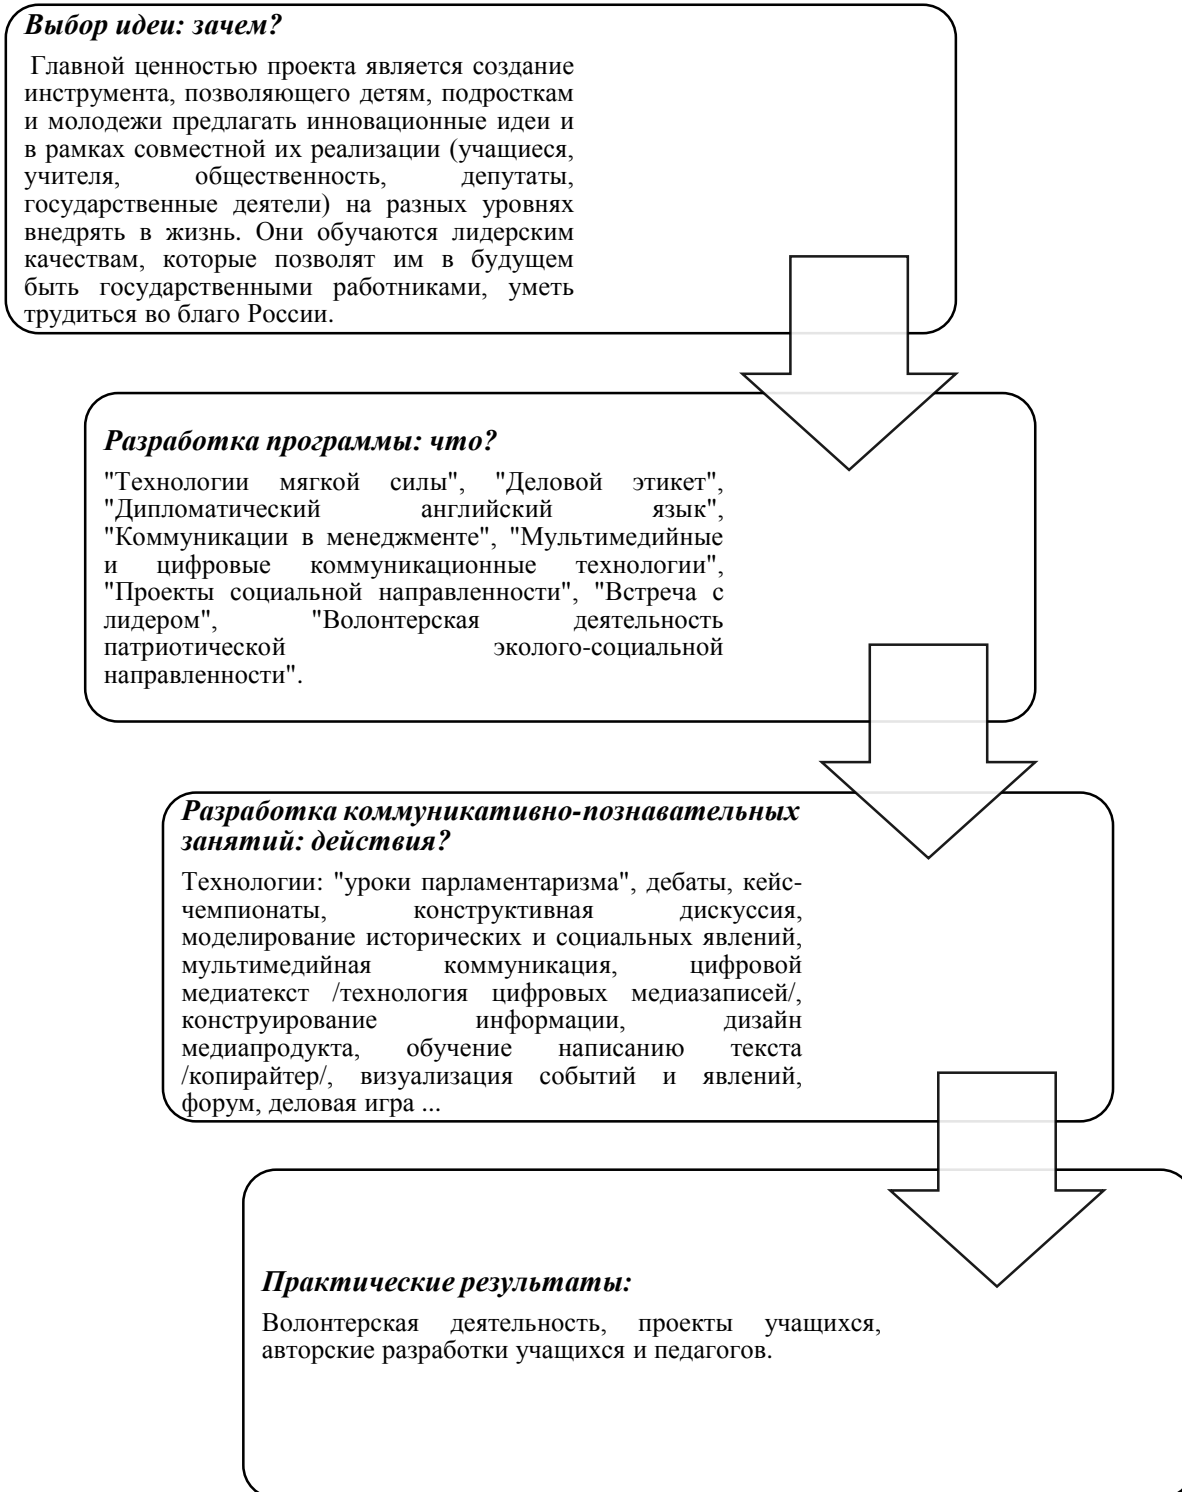 Выбор идеи: зачем?
Главной ценностью проекта является создание
инструмента, позволяющего детям, подросткам
и молодежи предлагать инновационные идеи и
в рамках совместной их реализации (учащиеся,
учителя, общественность, депутаты,
государственные деятели) на разных уровнях
внедрять в жизнь. Они обучаются лидерским
качествам, которые позволят им в будущем
быть государственными работниками, уметь
трудиться во благо России.
Разработка программы: что?
"Технологии мягкой силы", "Деловой этикет",
"Дипломатический английский язык",
"Коммуникации в менеджменте", "Мультимедийные
и цифровые коммуникационные технологии",
"Проекты социальной направленности", "Встреча с
лидером", "Волонтерская деятельность
патриотической эколого-социальной
направленности".
Разработка коммуникативно-познавательных
занятий: действия?
Технологии: "уроки парламентаризма", дебаты, кейс-
чемпионаты, конструктивная дискуссия,
моделирование исторических и социальных явлений,
мультимедийная коммуникация, цифровой
медиатекст /технология цифровых медиазаписей/,
конструирование информации, дизайн
медиапродукта, обучение написанию текста
/копирайтер/, визуализация событий и явлений,
форум, деловая игра ...
Практические результаты:
Волонтерская деятельность, проекты учащихся,
авторские разработки учащихся и педагогов.